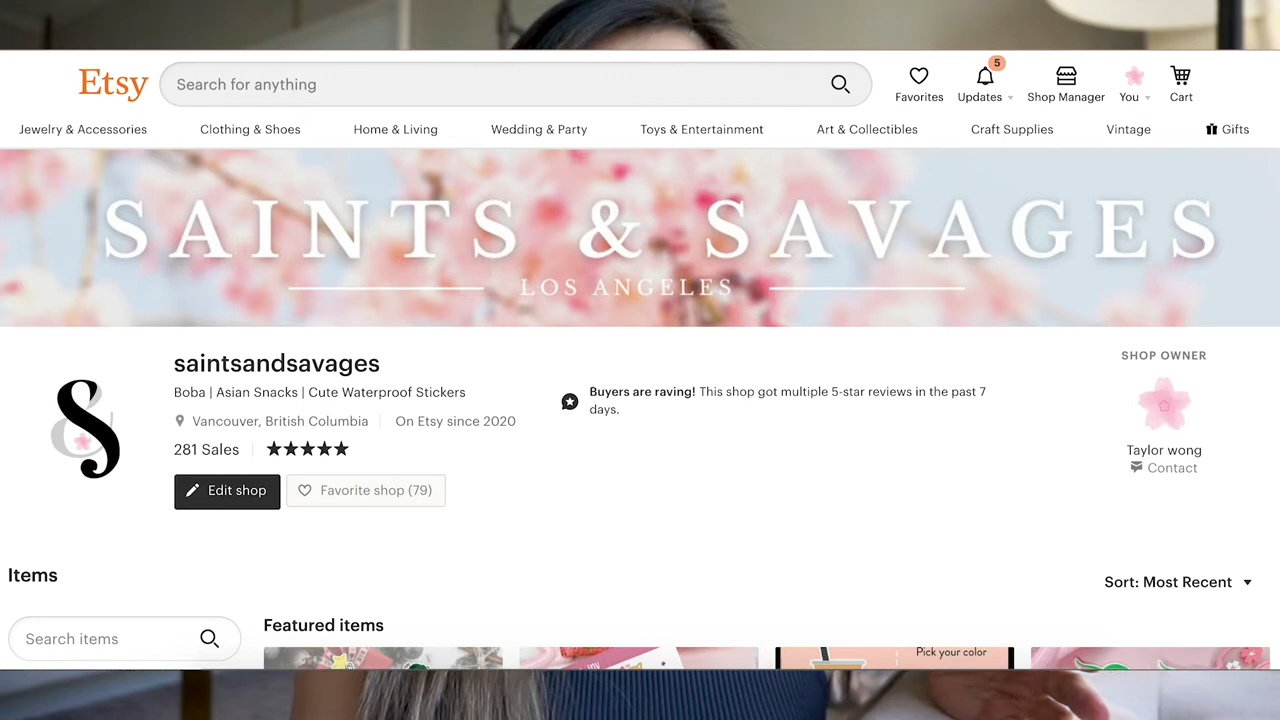 Etsy
Search for anything
Favorites
5
Updates
Shop Manager
You
Cart
Jewelry & Accessories
Clothing & Shoes
Home & Living
Wedding & Party
Toys & Entertainment
Art & Collectibles
Craft Supplies
Vintage
Gifts
SAINTS & SAVAGES
LOS ANGELES
saintsandsavages
Boba | Asian Snacks | Cute Waterproof Stickers
Vancouver, British Columbia
On Etsy since 2020
281 Sales
Edit shop
Favorite shop (79)
Buyers are raving! This shop got multiple 5-star reviews in the past 7
days.
SHOP OWNER
Taylor wong
Contact
Items
Sort: Most Recent
Search items
Featured items
Pick your color